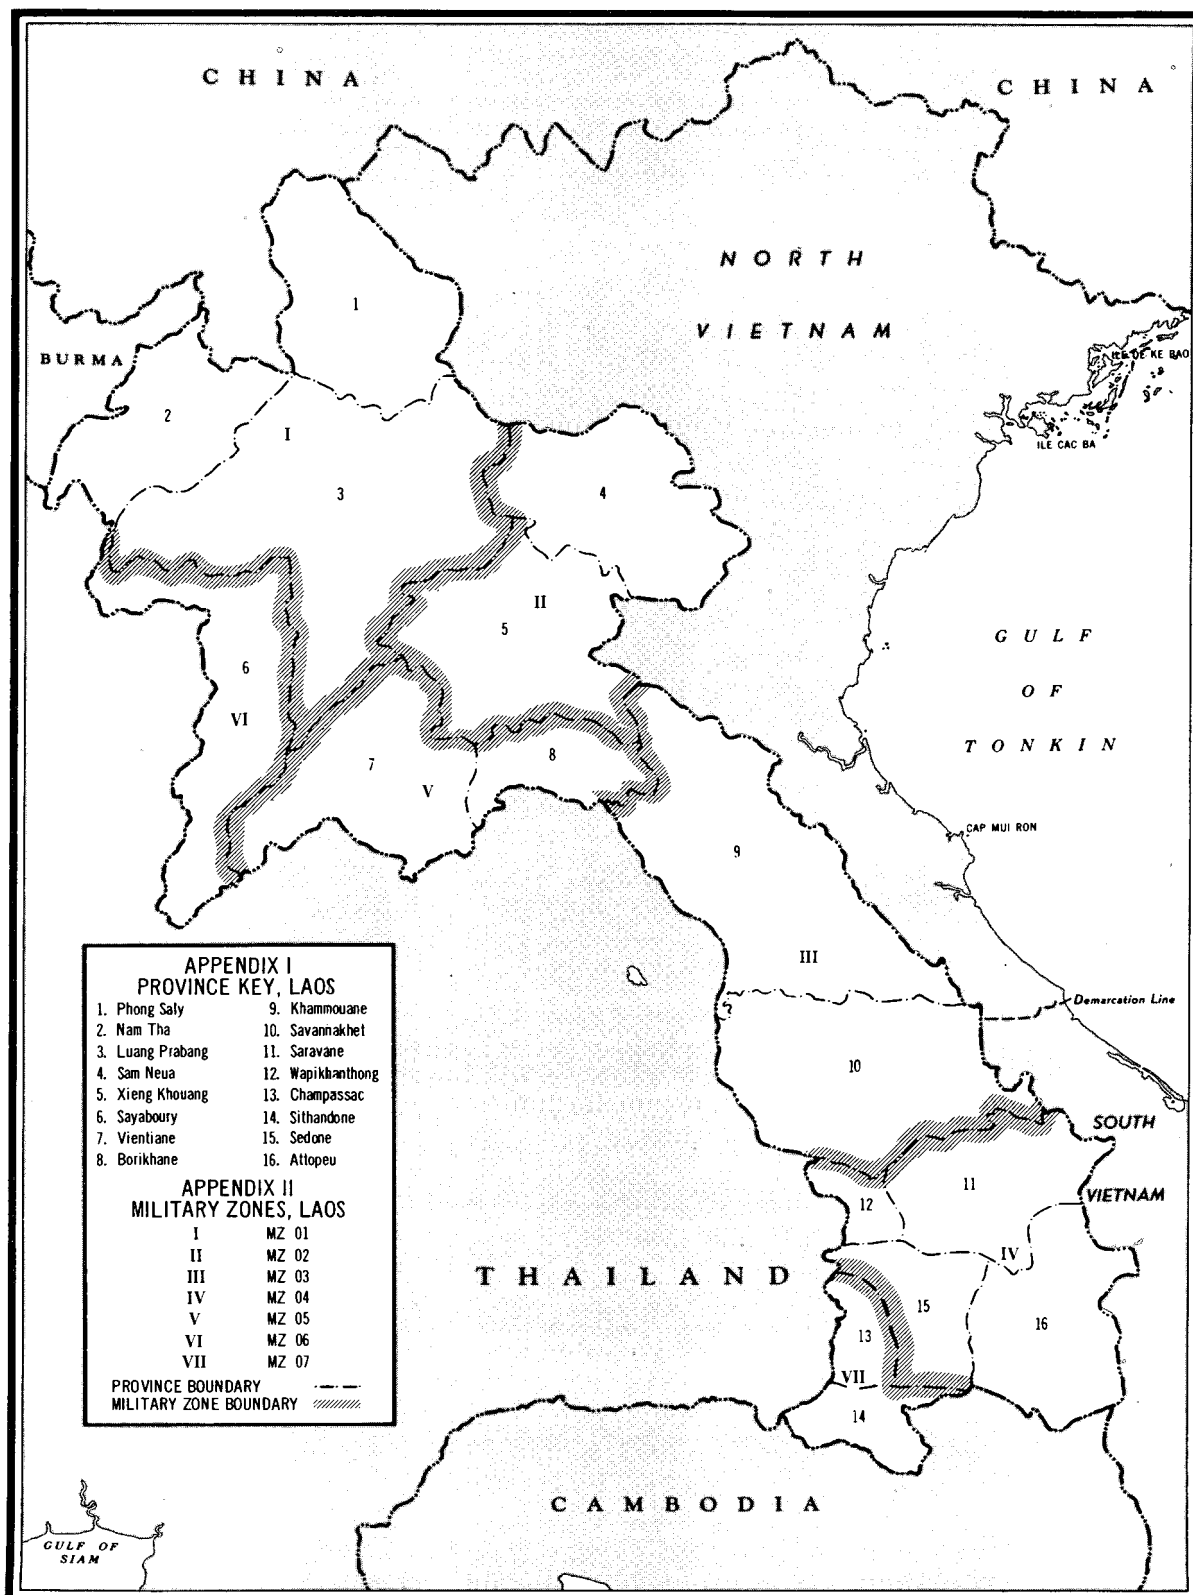 CHINA
CHINA
NORTH
VIETNAM
1
BURMA
ILE DE KE BAO
2
I
ILE CAC BA
3
4
II
5
GULF
OF
TONKIN
6
VI
7
V
8
CAP MUI RON
9
III
Demarcation Line
10
SOUTH
VIETNAM
11
12
IV
THAILAND
15
13
16
VII
14
CAMBODIA
GULF OF
SIAM
APPENDIX I
PROVINCE KEY, LAOS
1. Phong Saly 9. Khammouane
2. Nam Tha 10. Savannakhet
3. Luang Prabang 11. Saravane
4. Sam Neua 12. Wapikhanthong
5. Xieng Khouang 13. Champassac
6. Sayaboury 14. Sithandone
7. Vientiane 15. Sedone
8. Borikhane 16. Attopeu
APPENDIX II
MILITARY ZONES, LAOS
I MZ 01
II MZ 02
III MZ 03
IV MZ 04
V MZ 05
VI MZ 06
VII MZ 07
PROVINCE BOUNDARY
MILITARY ZONE BOUNDARY